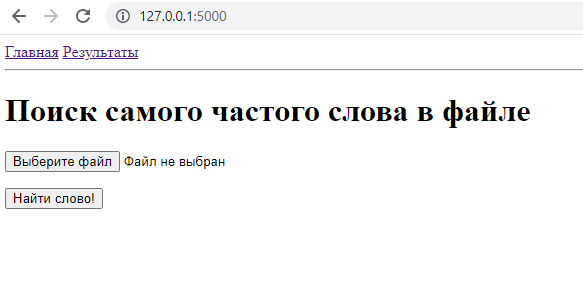 127.0.0.1:5000
Главная Результаты
Поиск самого частого слова в файле
Выберите файл Файл не выбран
Найти слово!